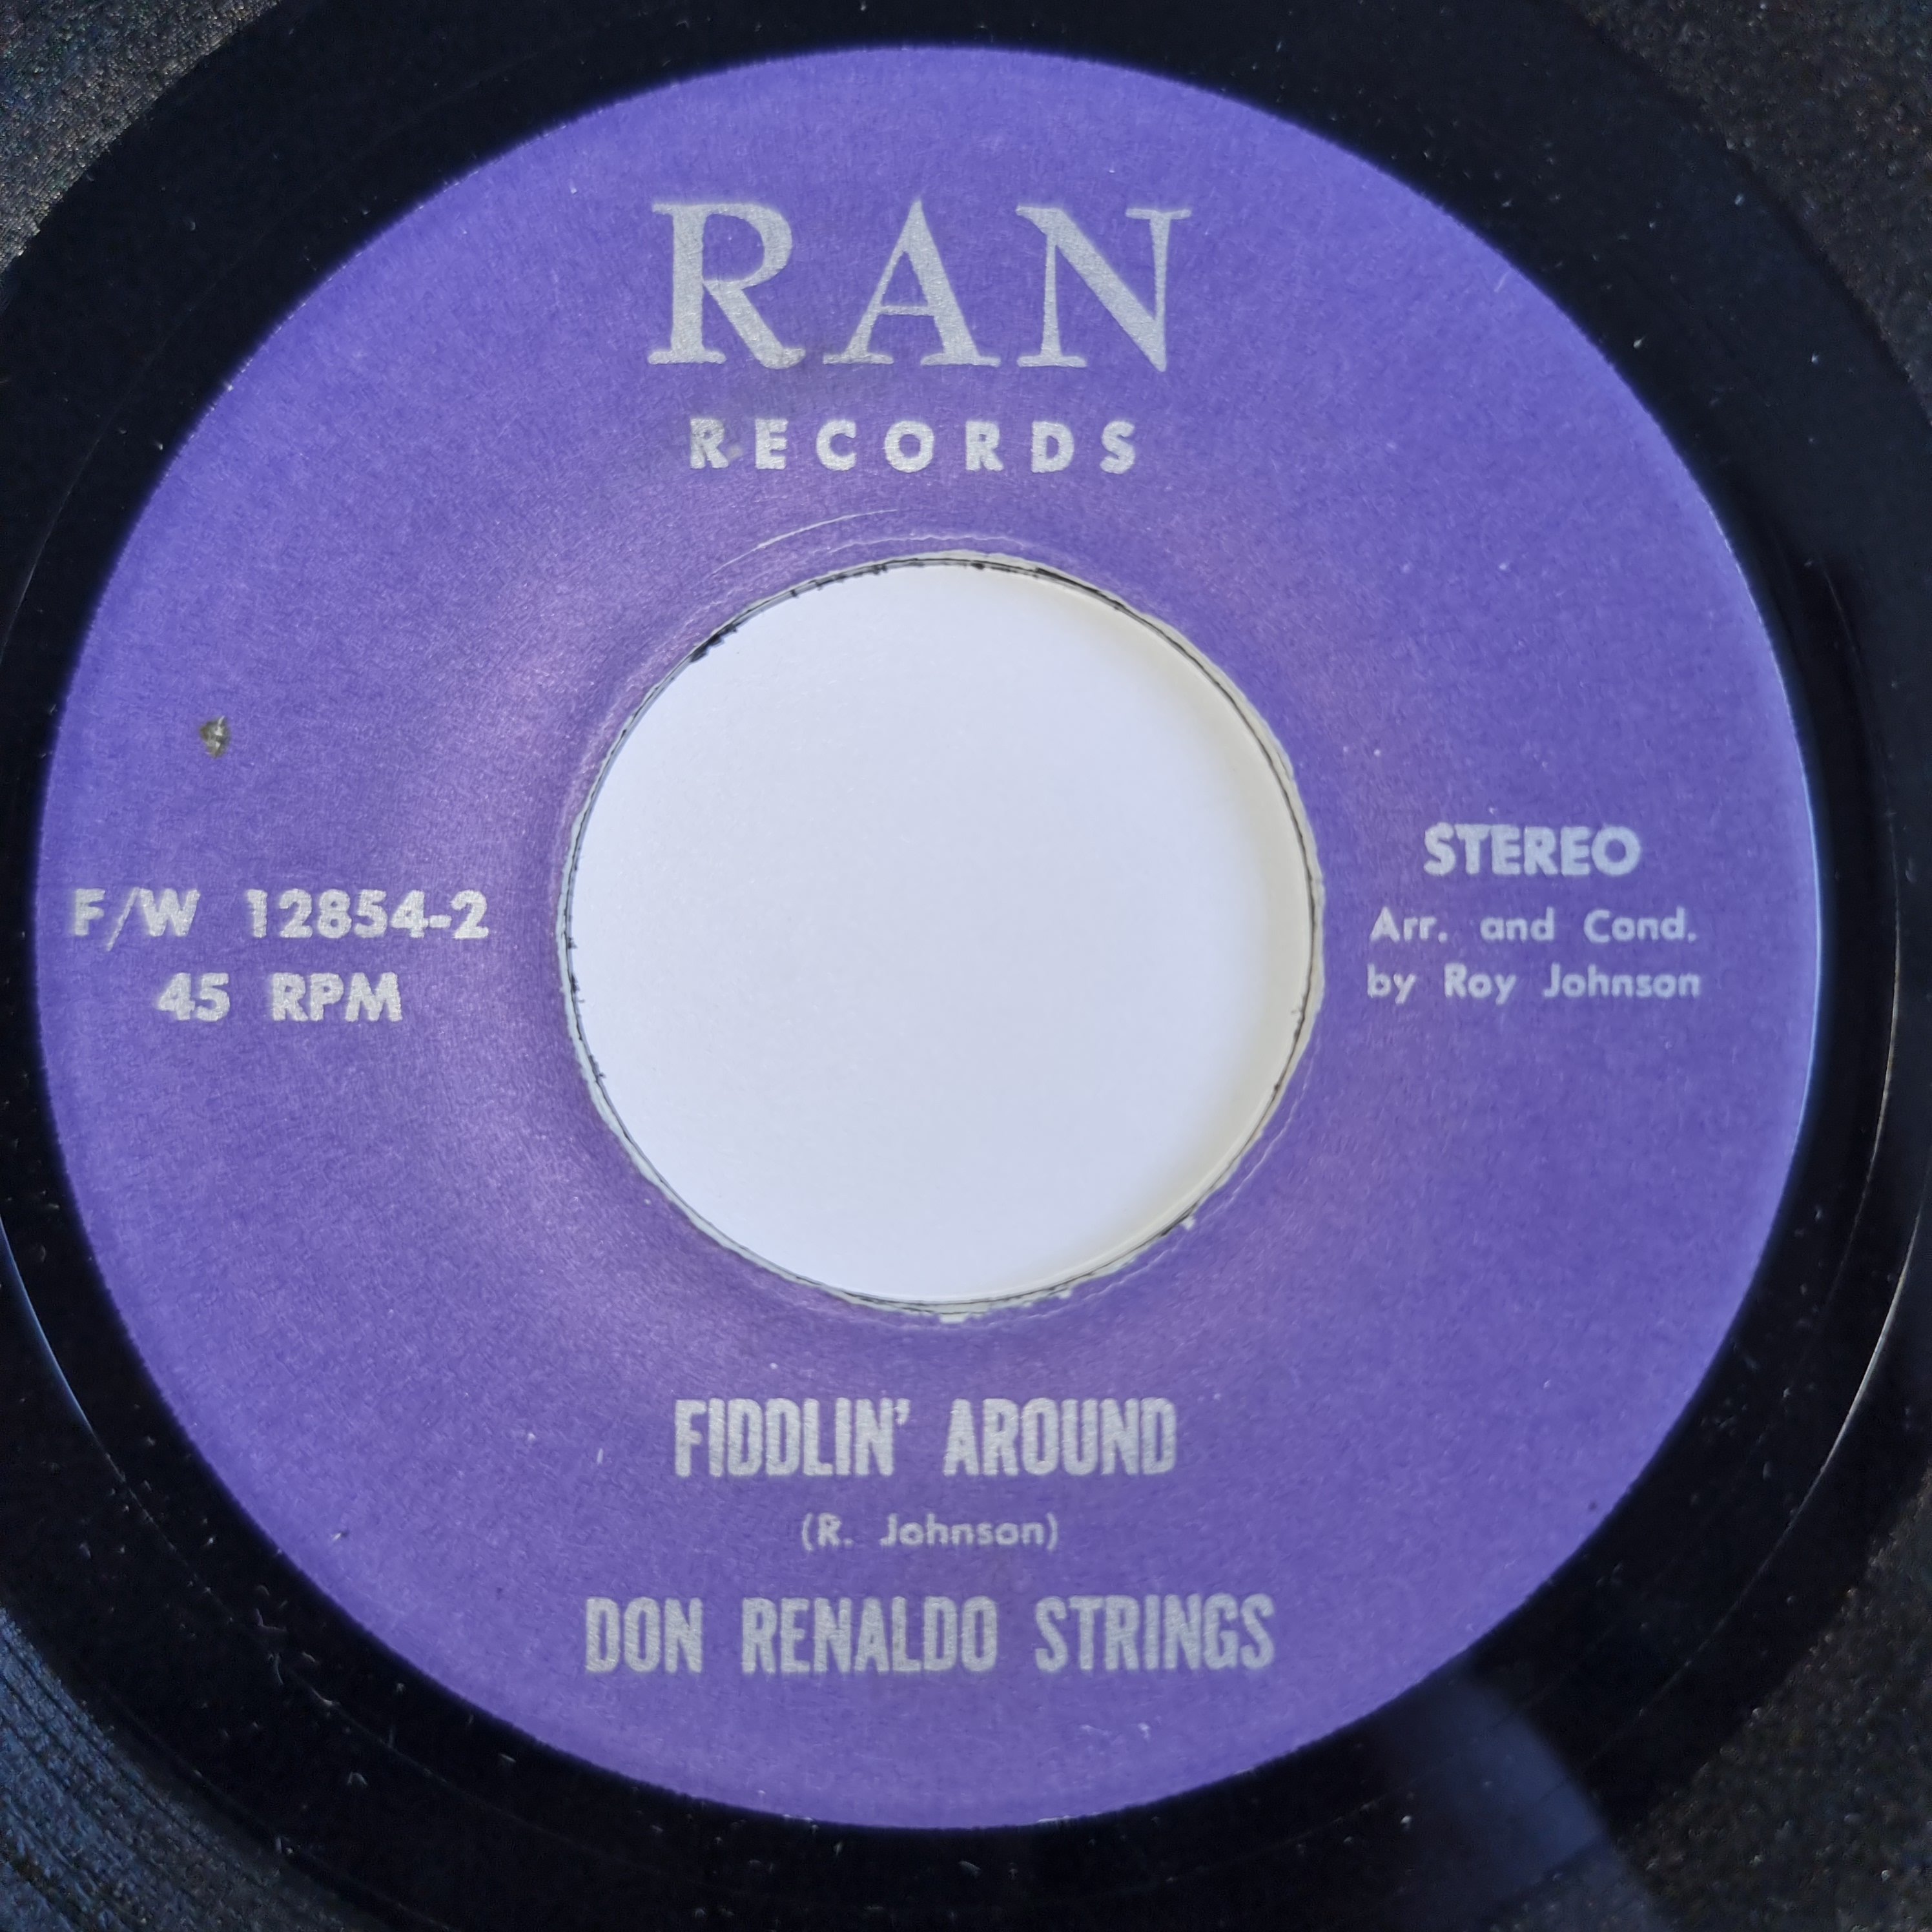 RAN
RECORDS
F/W 12854-2
45 RPM
STEREO
Arr. and Cond.
by Roy Johnson
FIDDLIN' AROUND
(R. Johnson)
DON RENALDO STRINGS